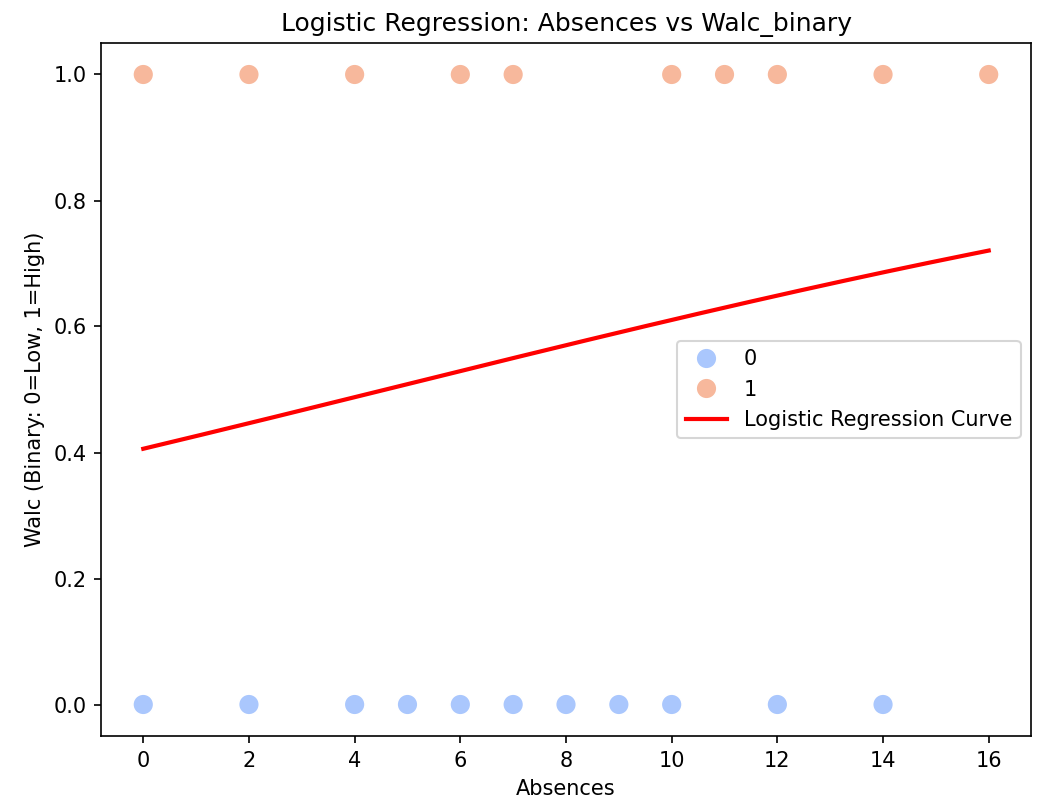 Logistic Regression: Absences vs Walc_binary
Walc (Binary: 0=Low, 1=High)
1.0
0.8
0.6
0.4
0.2
0.0
0
1
Logistic Regression Curve
0 2 4 6 8 10 12 14 16
Absences